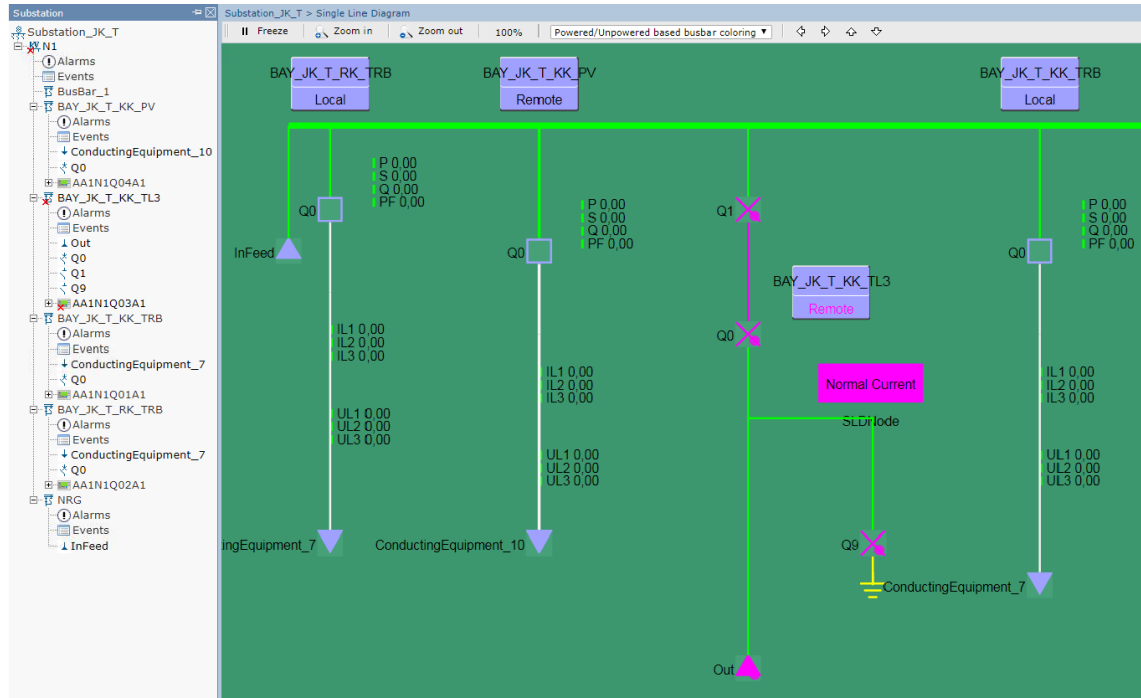 Substation
Substation_JK_T
N1
Alarms
Events
BusBar_1
BAY_JK_T_KK_PV
Alarms
Events
ConductingEquipment_10
Q0
AA1N1Q04A1
BAY_JK_T_KK_TL3
Alarms
Events
Out
Q0
Q1
Q9
AA1N1Q03A1
BAY_JK_T_KK_TRB
Alarms
Events
ConductingEquipment_7
Q0
AA1N1Q01A1
BAY_JK_T_RK_TRB
Alarms
Events
ConductingEquipment_7
Q0
AA1N1Q02A1
NRG
Alarms
Events
InFeed
Substation_JK_T > Single Line Diagram
Freeze Zoom in Zoom out 100% Powered/Unpowered based busbar coloring
BAY_JK_T_RK_TRB
Local
BAY_JK_T_KK_PV
Remote
BAY_JK_T_KK_TRB
Local
P 0,00
S 0,00
Q 0,00
PF 0,00
Q0
InFeed
IL1 0,00
IL2 0,00
IL3 0,00
UL1 0,00
UL2 0,00
UL3 0,00
ingEquipment_7
P 0,00
S 0,00
Q 0,00
PF 0,00
Q0
IL1 0,00
IL2 0,00
IL3 0,00
UL1 0,00
UL2 0,00
UL3 0,00
ConductingEquipment_10
Q1
BAY_JK_T_KK_TL3
Remote
Q0
Normal Current
SLDNode
Q9
Out
P 0,00
S 0,00
Q 0,00
PF 0,00
Q0
IL1 0,00
IL2 0,00
IL3 0,00
UL1 0,00
UL2 0,00
UL3 0,00
ConductingEquipment_7